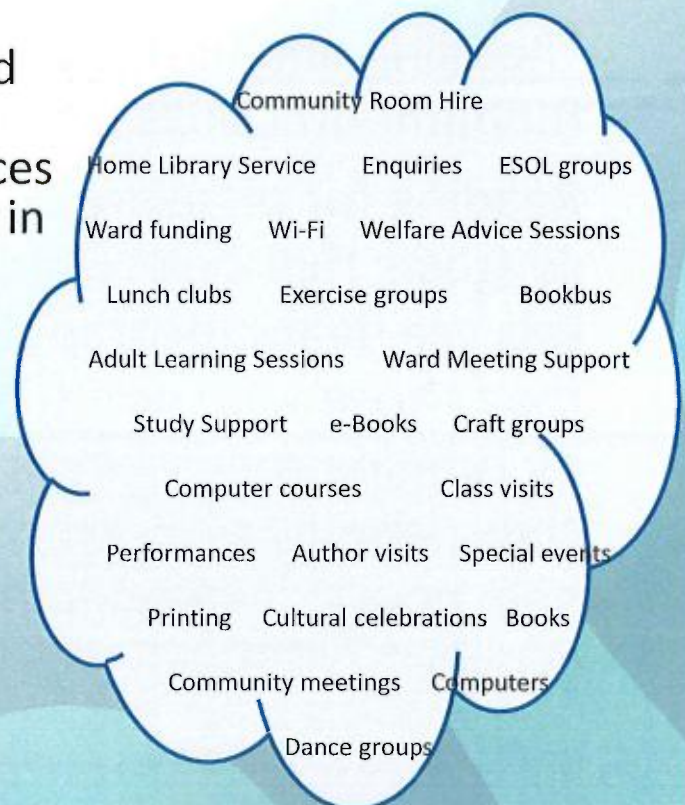 d
Community Room Hire
ces
Home Library Service Enquiries ESOL groups
in
Ward funding Wi-Fi Welfare Advice Sessions
Lunch clubs Exercise groups Bookbus
Adult Learning Sessions Ward Meeting Support
Study Support e-Books Craft groups
Computer courses Class visits
Performances Author visits Special events
Printing Cultural celebrations Books
Community meetings Computers
Dance groups